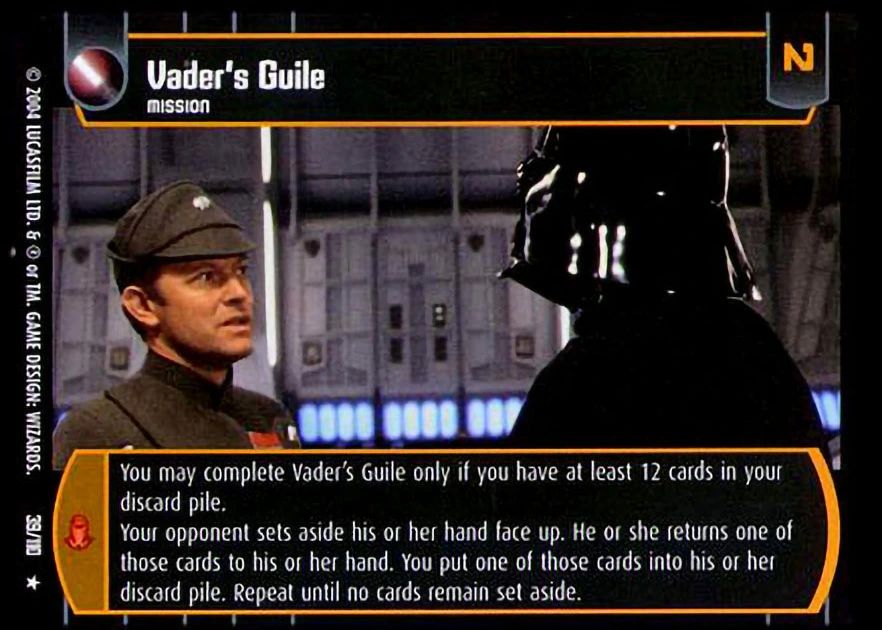 Vader's Guile
MISSION
2
You may complete Vader's Guile only if you have at least 12 cards in your
discard pile.
Your opponent sets aside his or her hand face up. He or she returns one of
those cards to his or her hand. You put one of those cards into his or her
discard pile. Repeat until no cards remain set aside.
© 2004 LUCASFILM LTD. & ® or TM. GAME DESIGN: WIZARDS. 39/110 ★